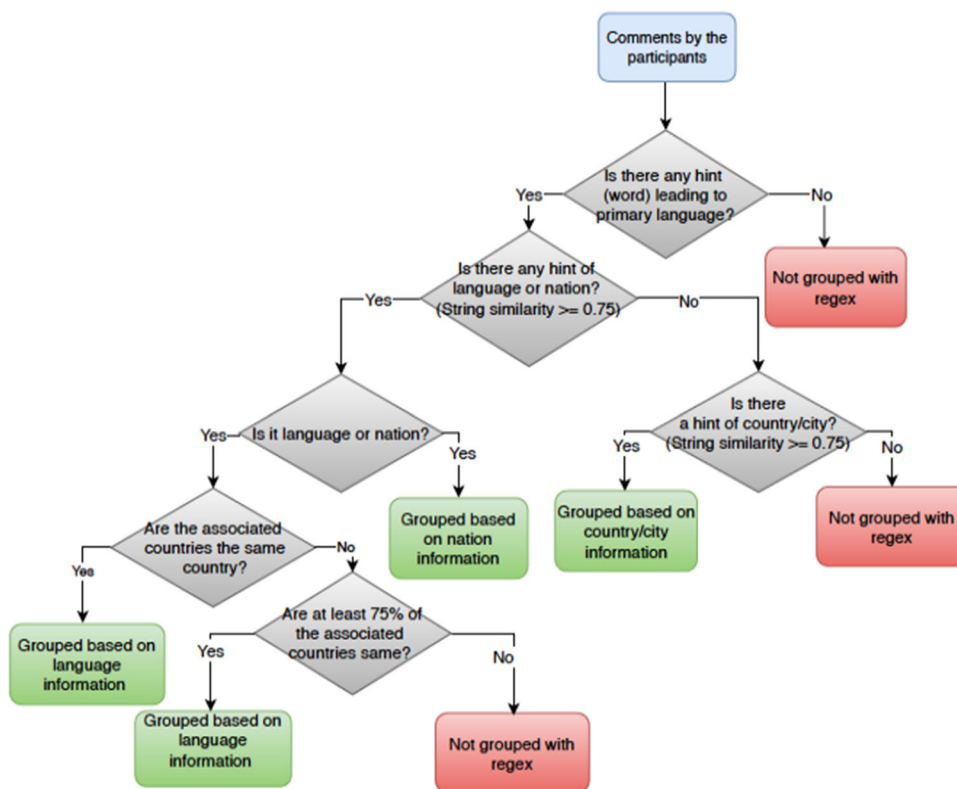 Comments by the
participants
Is there any hint
(word) leading to
primary language?
Yes
No
Not grouped with
regex
Is there any hint of
language or nation?
(String similarity >= 0.75)
Yes
No
Is there
a hint of country/city?
(String similarity >= 0.75)
Is it language or nation?
Yes
Yes
Yes
No
Grouped based
on nation
information
Grouped based on
country/city
information
Not grouped with
regex
Are the associated
countries the same
country?
Yes
No
Are at least 75% of
the associated
countries same?
Grouped based on
language
information
Yes
No
Grouped based on
language
information
Not grouped with
regex